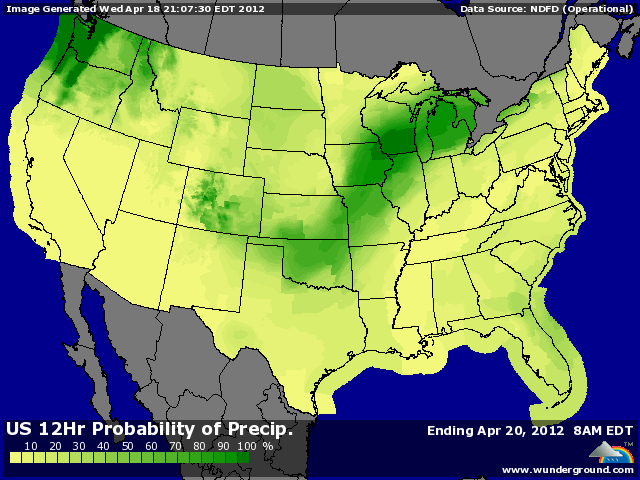 Image Generated Wed Apr 18 21:07:30 EDT 2012
Data Source: NDFD (Operational)
US 12Hr Probability of Precip.
Ending Apr 20, 2012 8AM EDT
10 20 30 40 50 60 70 80 90 100 %
TM
www.wunderground.com